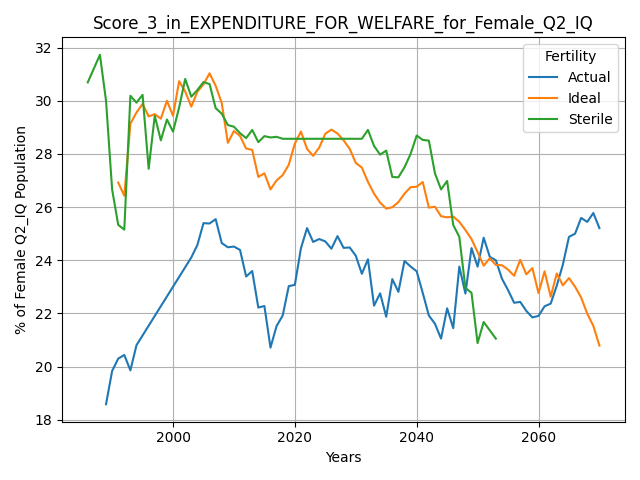 Score_3_in_EXPENDITURE_FOR_WELFARE_for_Female_Q2_IQ
% of Female Q2_IQ Population
32
30
28
26
24
22
20
18
Fertility
Actual
Ideal
Sterile
2000
2020
2040
2060
Years